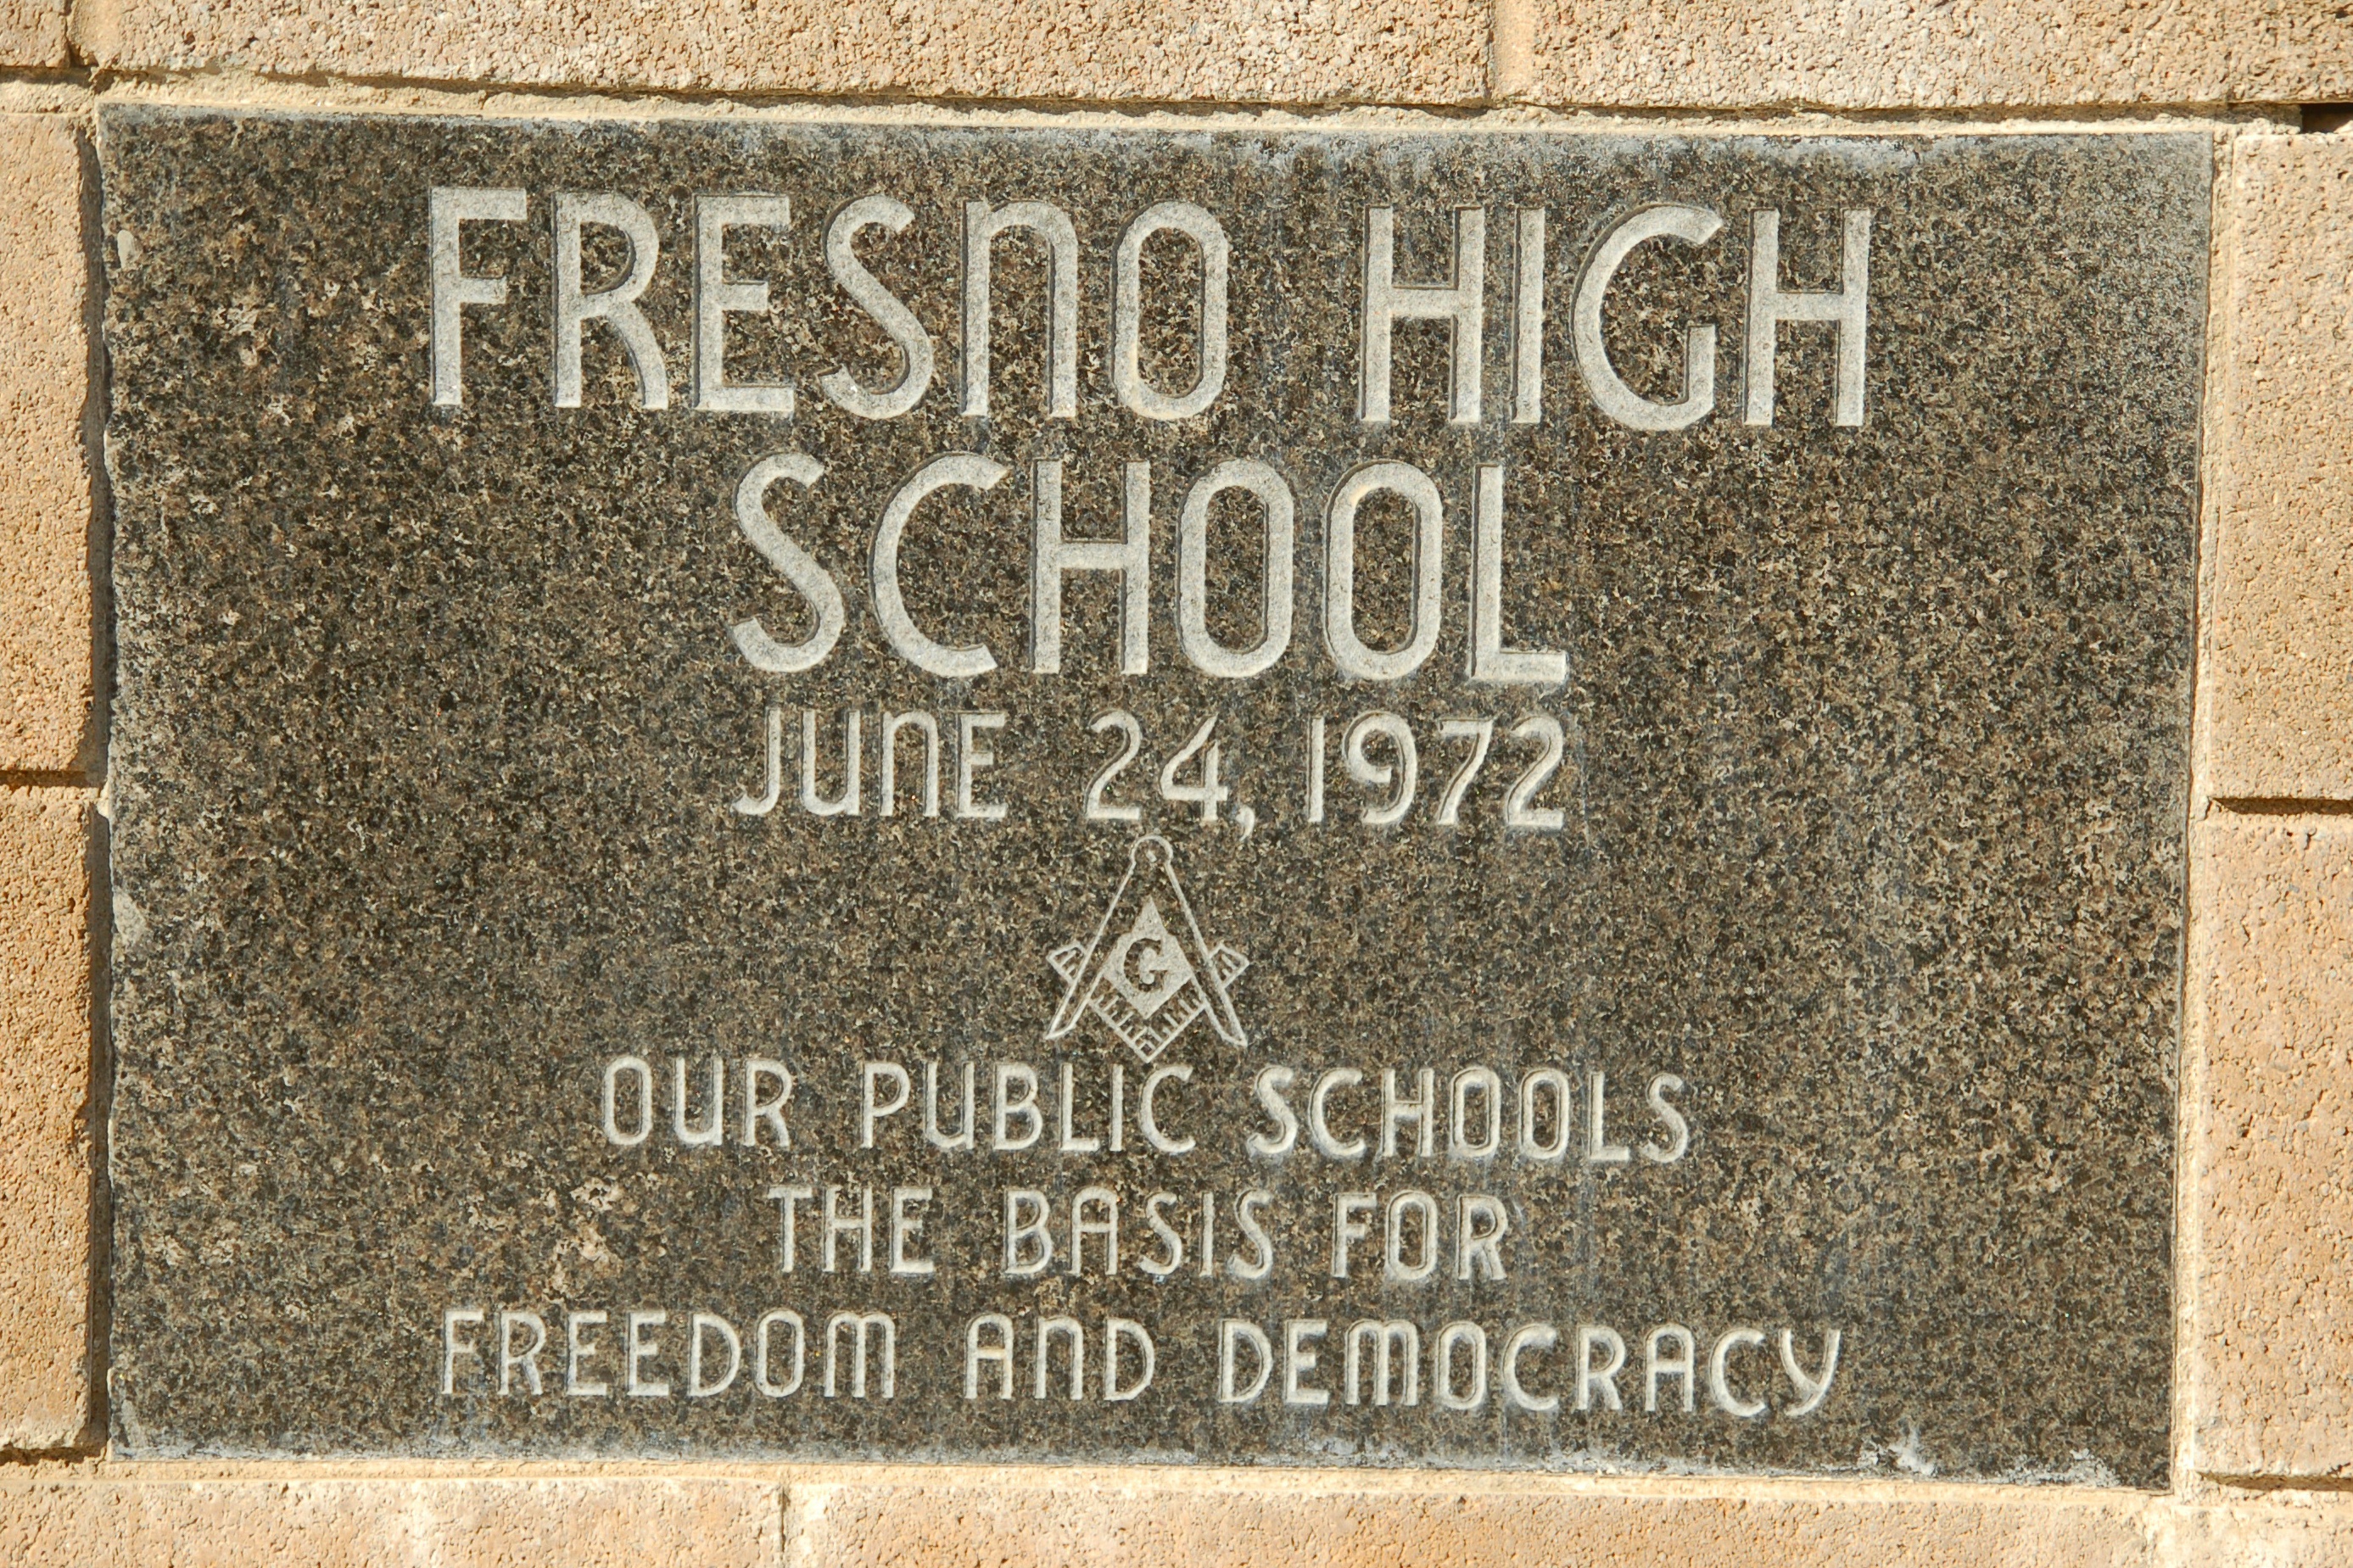 FRESNO HIGH
SCHOOL
JUNE 24, 1972
G
OUR PUBLIC SCHOOLS
THE BASIS FOR
FREEDOM AND DEMOCRACY